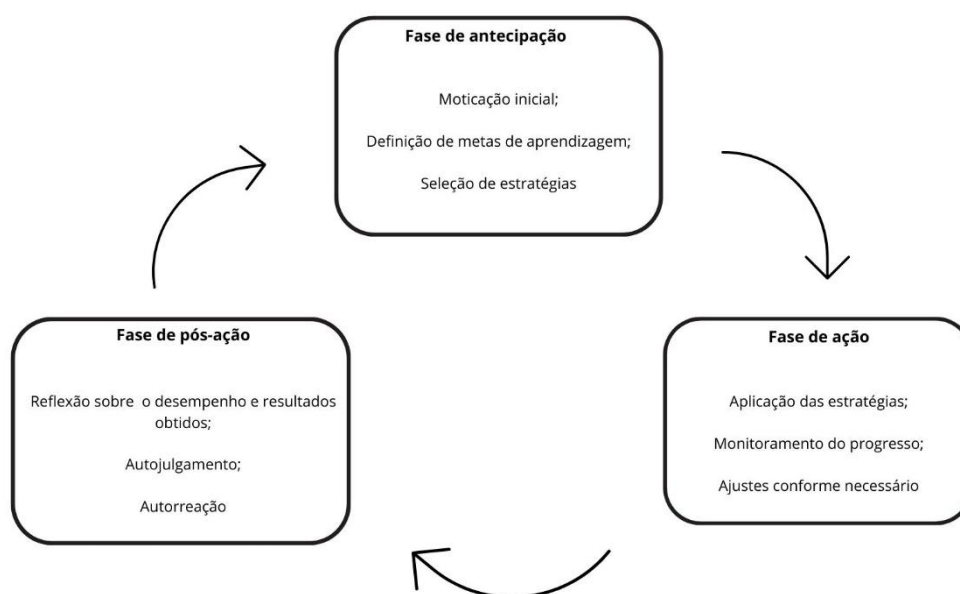 Fase de antecipação
Moticação inicial;
Definição de metas de aprendizagem;
Seleção de estratégias
Fase de pós-ação
Reflexão sobre o desempenho e resultados
obtidos;
Autojulgamento;
Autorreação
Fase de ação
Aplicação das estratégias;
Monitoramento do progresso;
Ajustes conforme necessário